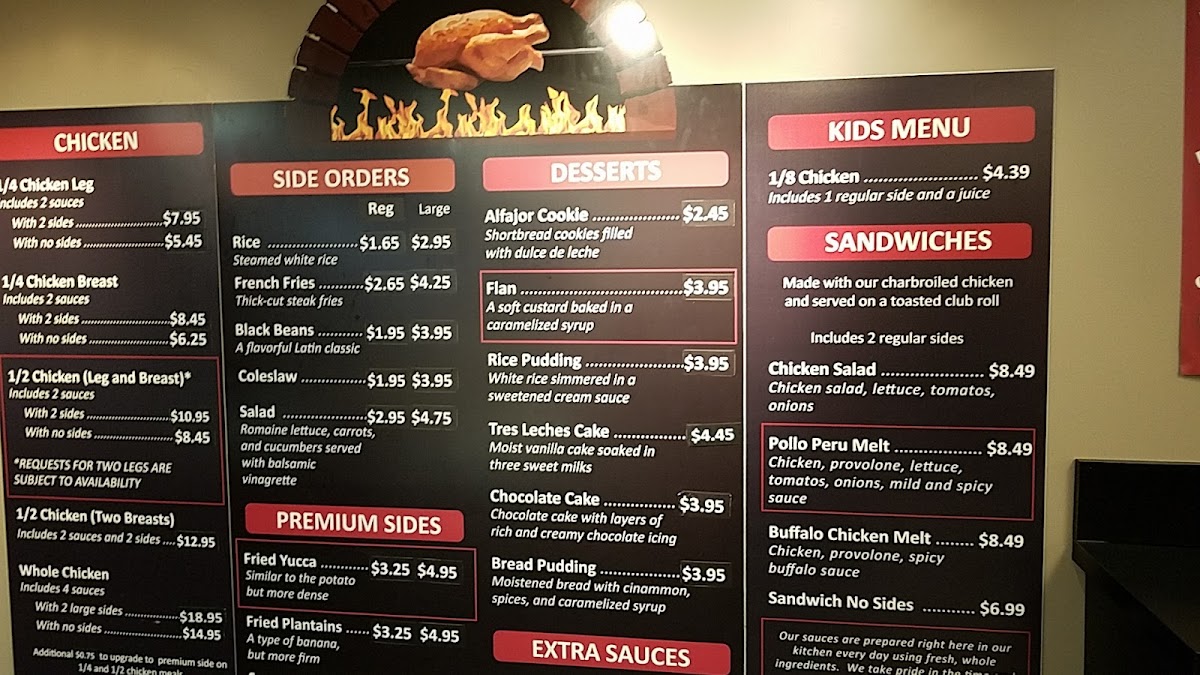 CHICKEN
1/4 Chicken Leg
Includes 2 sauces
With 2 sides ........................ $7.95
With no sides ..................... $5.45
1/4 Chicken Breast
Includes 2 sauces
With 2 sides ........................ $8.45
With no sides ..................... $6.25
1/2 Chicken (Leg and Breast)*
Includes 2 sauces
With 2 sides ...................... $10.95
With no sides ..................... $8.45
*REQUESTS FOR TWO LEGS ARE
SUBJECT TO AVAILABILITY
1/2 Chicken (Two Breasts)
Includes 2 sauces and 2 sides .... $12.95
Whole Chicken
Includes 4 sauces
With 2 large sides ............... $18.95
With no sides ..................... $14.95
Additional $0.75 to upgrade to premium side on
1/4 and 1/2 chicken meals
SIDE ORDERS
Reg Large
Rice .................. $1.65 $2.95
Steamed white rice
French Fries .......... $2.65 $4.25
Thick-cut steak fries
Black Beans .......... $1.95 $3.95
A flavorful Latin classic
Coleslaw .............. $1.95 $3.95
Salad ................. $2.95 $4.75
Romaine lettuce, carrots,
and cucumbers served
with balsamic
vinagrette
PREMIUM SIDES
Fried Yucca .......... $3.25 $4.95
Similar to the potato
but more dense
Fried Plantains ...... $3.25 $4.95
A type of banana,
but more firm
DESSERTS
Alfajor Cookie .................. $2.45
Shortbread cookies filled
with dulce de leche
Flan ................................. $3.95
A soft custard baked in a
caramelized syrup
Rice Pudding .................... $3.95
White rice simmered in a
sweetened cream sauce
Tres Leches Cake ............... $4.45
Moist vanilla cake soaked in
three sweet milks
Chocolate Cake ............... $3.95
Chocolate cake with layers of
rich and creamy chocolate icing
Bread Pudding ................ $3.95
Moistened bread with cinammon,
spices, and caramelized syrup
EXTRA SAUCES
KIDS MENU
1/8 Chicken ........................ $4.39
Includes 1 regular side and a juice
SANDWICHES
Made with our charbroiled chicken
and served on a toasted club roll
Includes 2 regular sides
Chicken Salad .................... $8.49
Chicken salad, lettuce, tomatos,
onions
Pollo Peru Melt .................. $8.49
Chicken, provolone, lettuce,
tomatos, onions, mild and spicy
sauce
Buffalo Chicken Melt ........ $8.49
Chicken, provolone, spicy
buffalo sauce
Sandwich No Sides ........... $6.99
Our sauces are prepared right here in our
kitchen every day using fresh, whole
ingredients. We take pride in the time